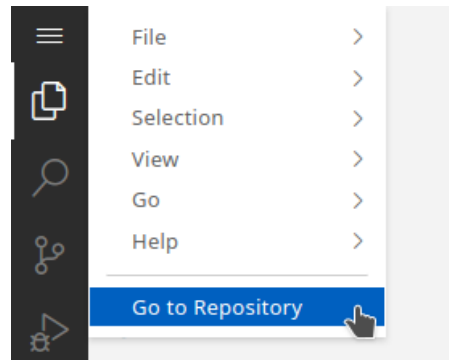 File
Edit
Selection
View
Go
Help
Go to Repository